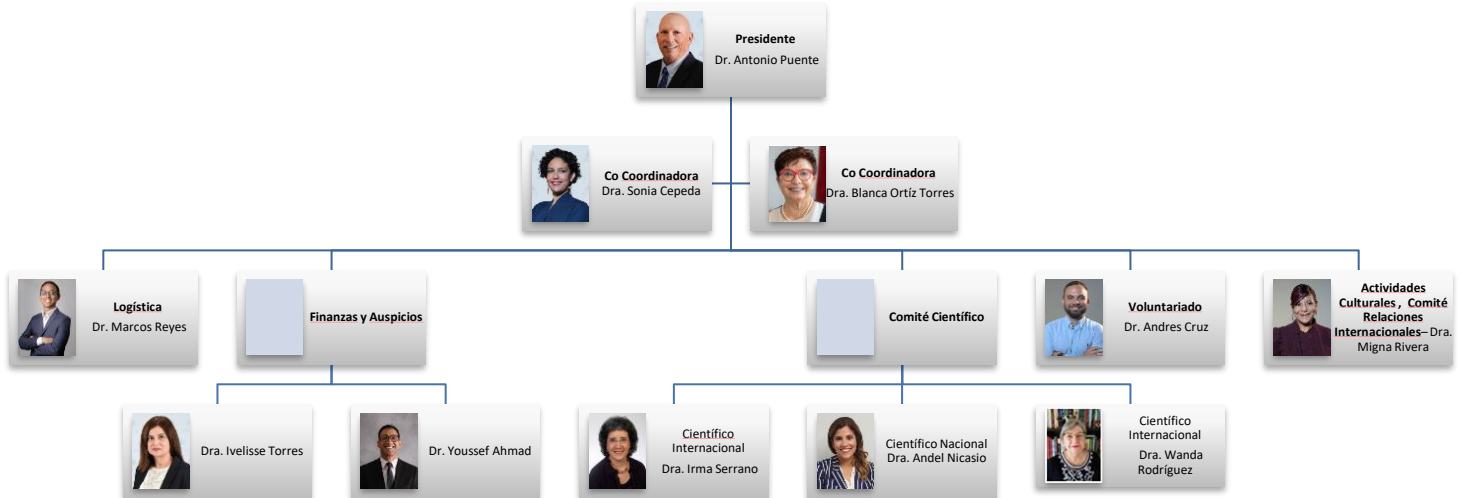 Presidente
Dr. Antonio Puente
Co Coordinadora
Dra. Sonia Cepeda
Co Coordinadora
Dra. Blanca Ortíz Torres
Logística
Dr. Marcos Reyes
Finanzas y Auspicios
Comité Científico
Voluntariado
Dr. Andres Cruz
Actividades
Culturales , Comité
Relaciones
Internacionales– Dra.
Migna Rivera
Dra. Ivelisse Torres
Dr. Youssef Ahmad
Científico
Internacional
Dra. Irma Serrano
Científico Nacional
Dra. Andel Nicasio
Científico
Internacional
Dra. Wanda
Rodríguez